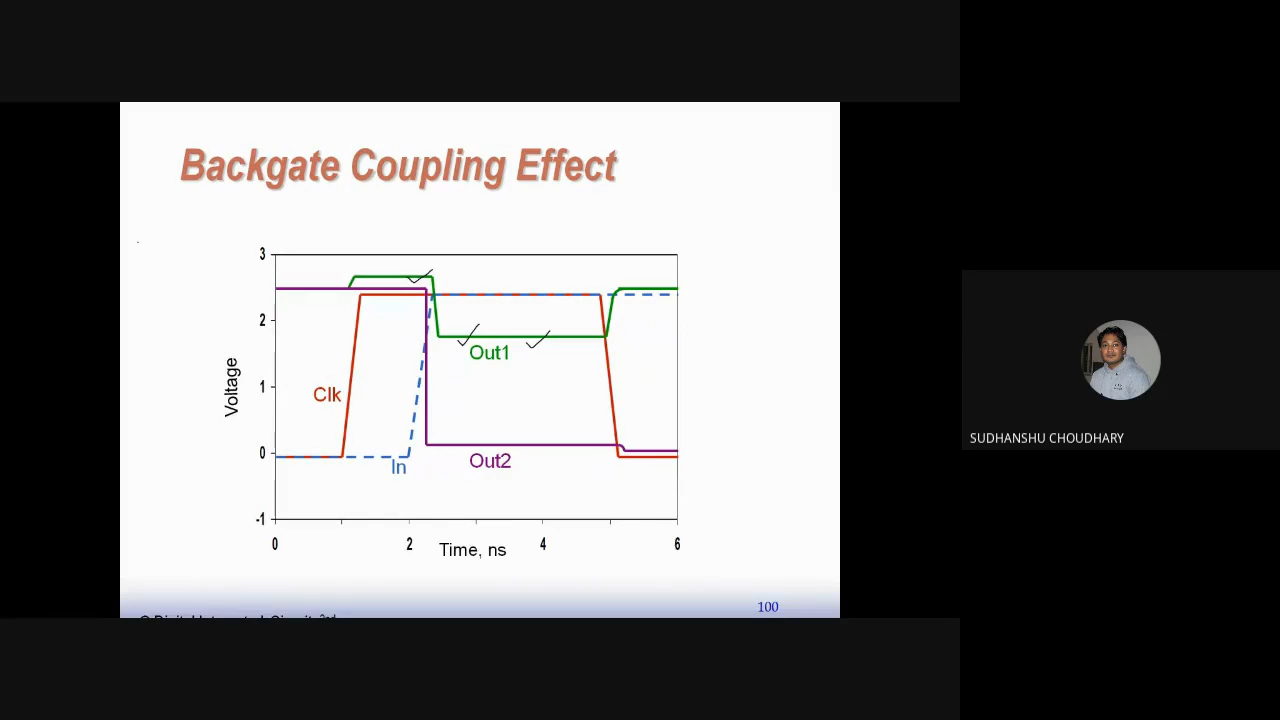 Backgate Coupling Effect
3
2
1
0
-1
Voltage
Clk
In
Out1
Out2
0
2
4
6
Time, ns
100
SUDHANSHU CHOUDHARY